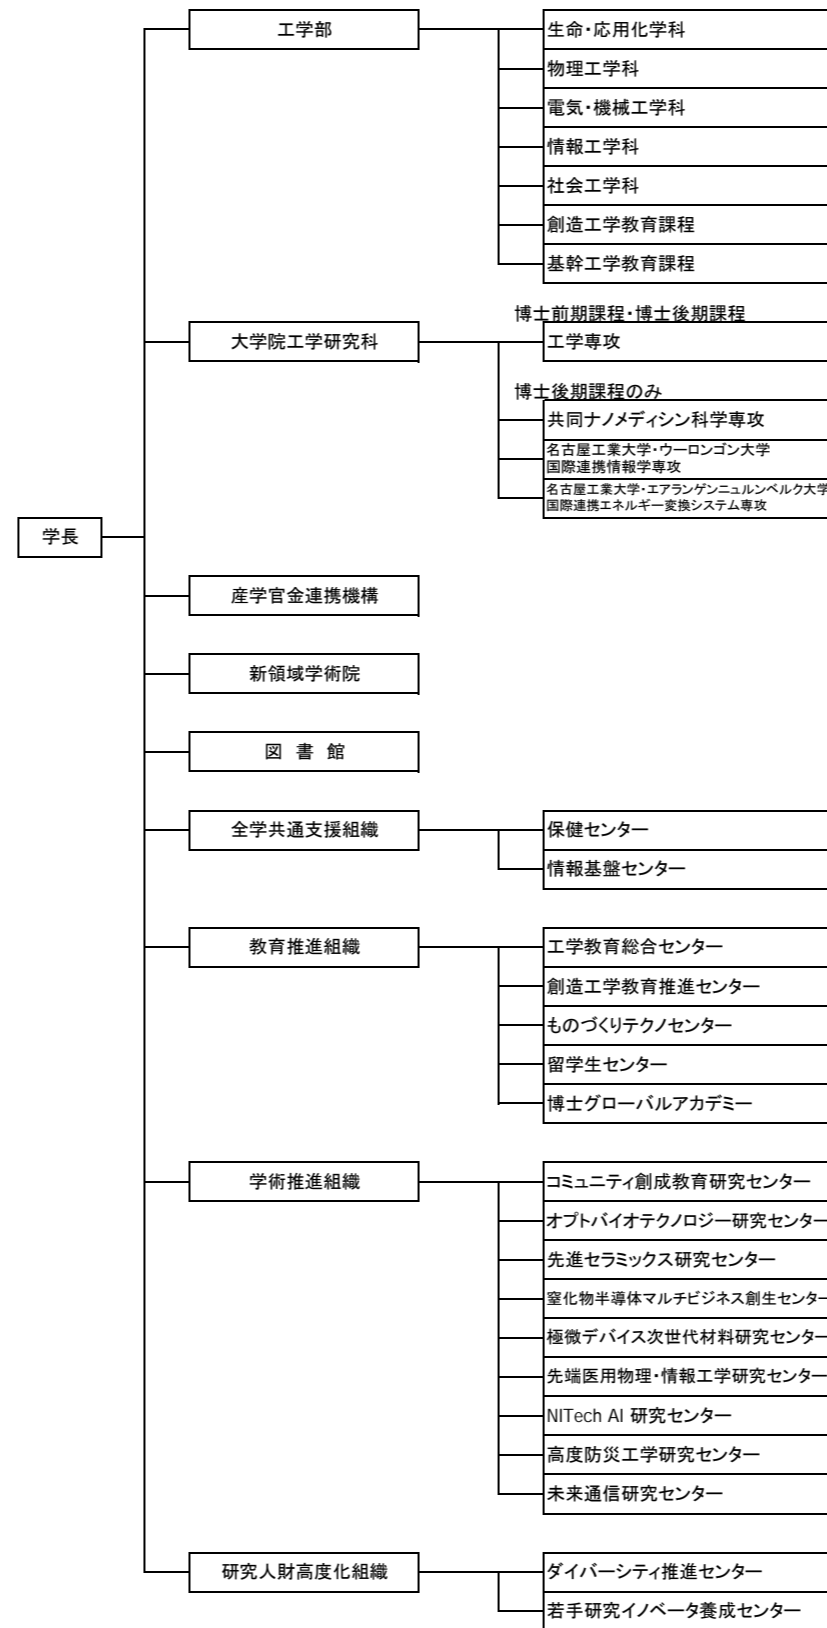 工学部
生命・応用化学科
物理工学科
電気・機械工学科
情報工学科
社会工学科
創造工学教育課程
基幹工学教育課程
大学院工学研究科
博士前期課程・博士後期課程
工学専攻
博士後期課程のみ
共同ナノメディシン科学専攻
名古屋工業大学・ウーロンゴン大学
国際連携情報学専攻
名古屋工業大学・エアランゲンニュルンベルク大学
国際連携エネルギー変換システム専攻
学長
産学官金連携機構
新領域学術院
図 書 館
全学共通支援組織
保健センター
情報基盤センター
教育推進組織
工学教育総合センター
創造工学教育推進センター
ものづくりテクノセンター
留学生センター
博士グローバルアカデミー
学術推進組織
コミュニティ創成教育研究センター
オプトバイオテクノロジー研究センター
先進セラミックス研究センター
窒化物半導体マルチビジネス創生センター
極微デバイス次世代材料研究センター
先端医用物理・情報工学研究センター
NITech AI 研究センター
高度防災工学研究センター
未来通信研究センター
研究人財高度化組織
ダイバーシティ推進センター
若手研究イノベータ養成センター